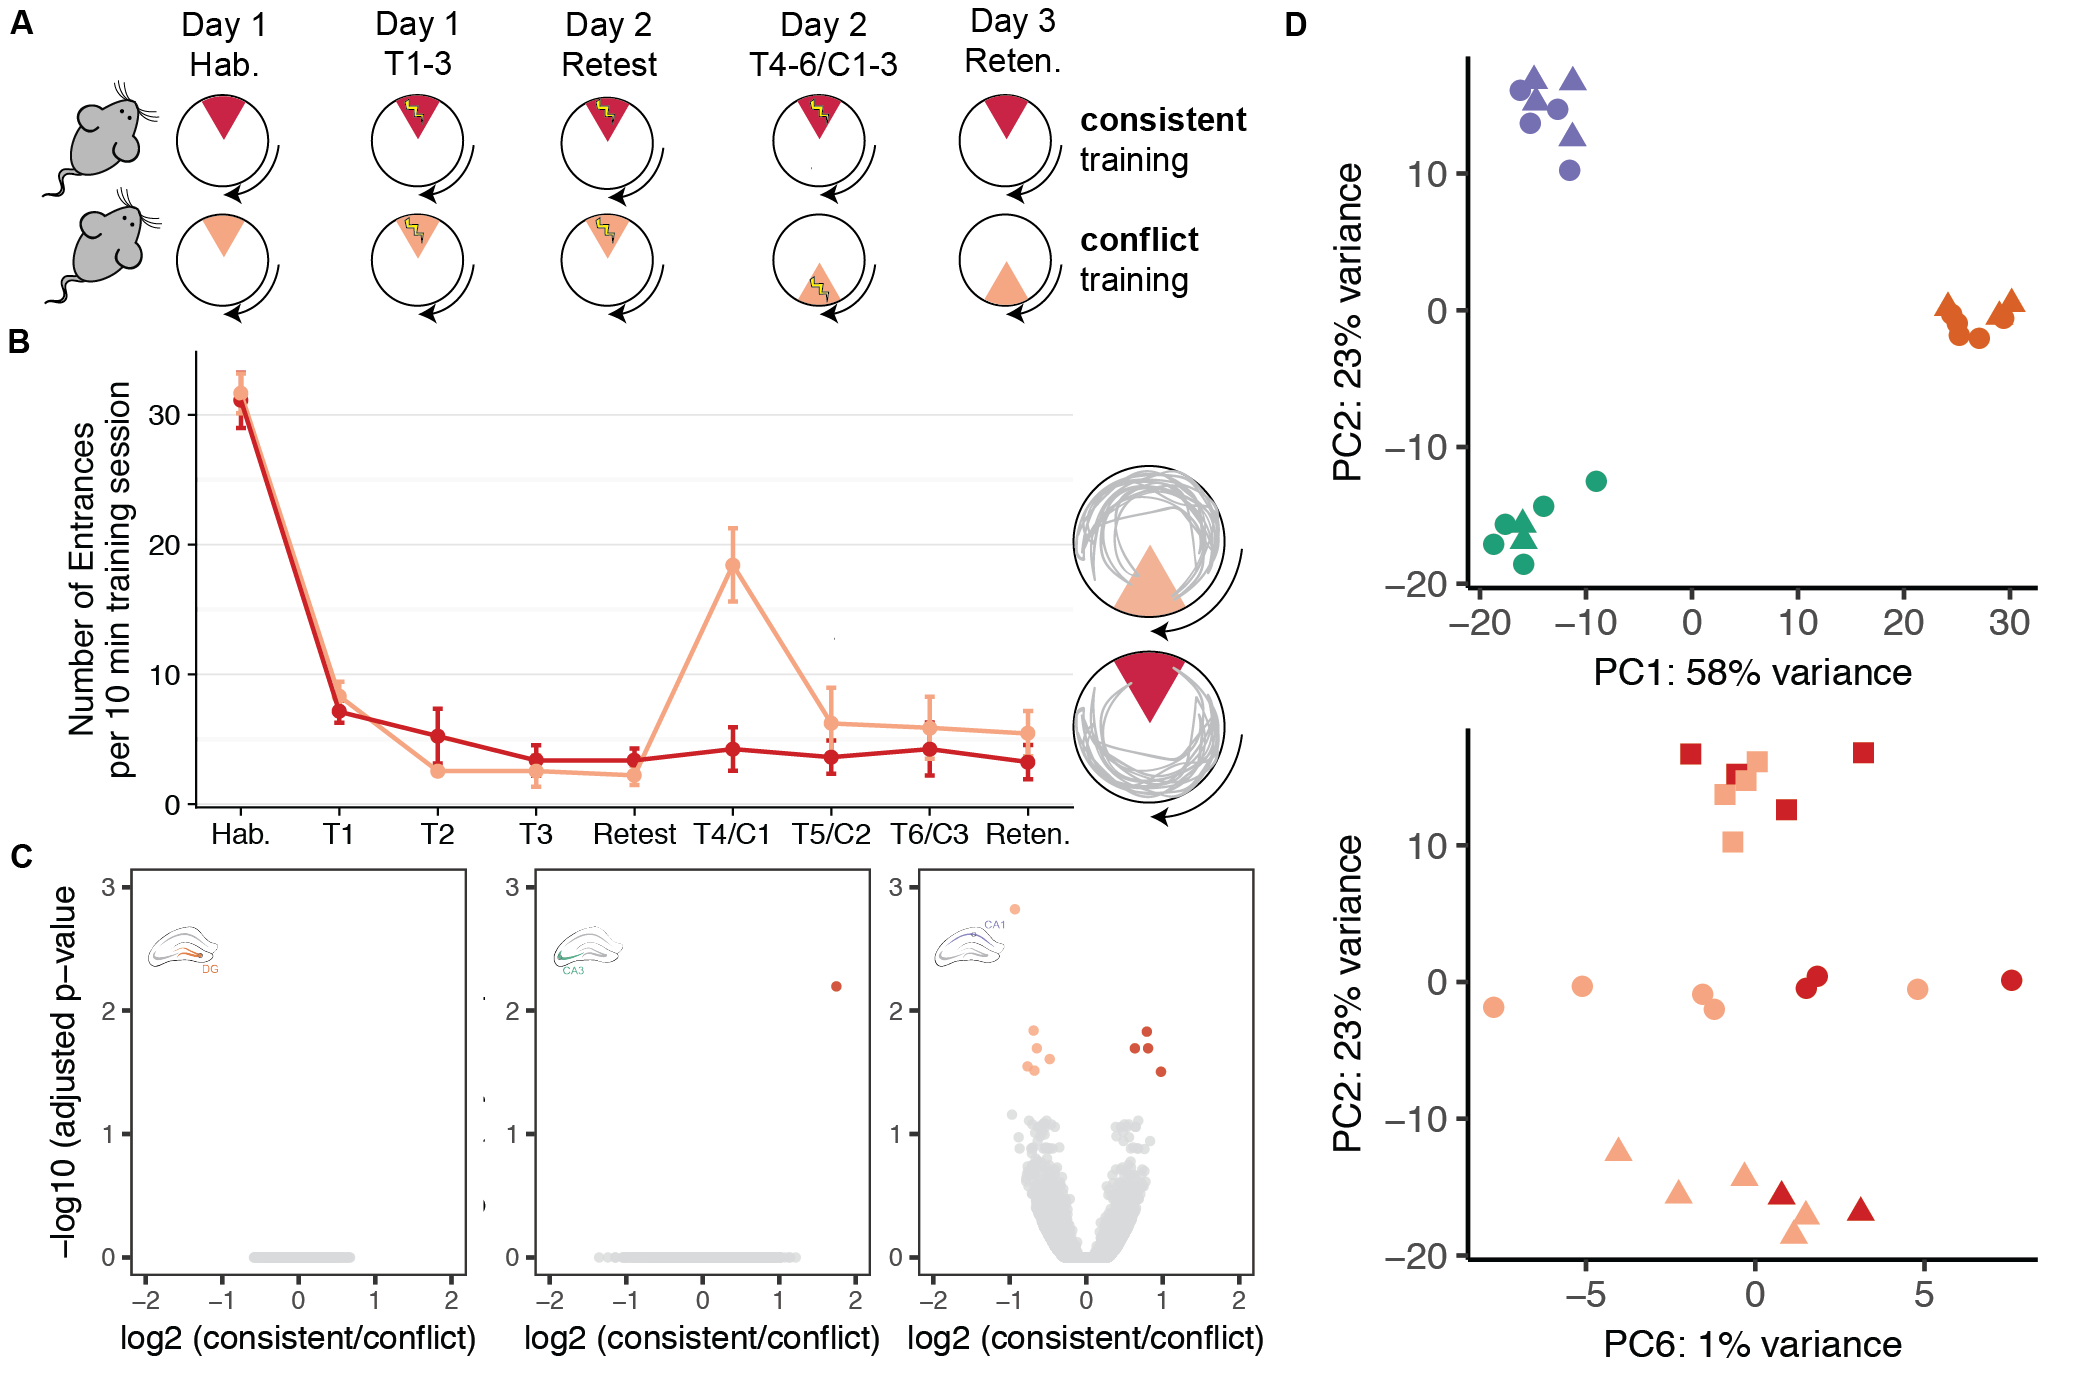 A
Day 1
Hab.
Day 1
T1-3
Day 2
Retest
Day 2
T4-6/C1-3
Day 3
Reten.
consistent
training
conflict
training
B
Number of Entrances
per 10 min training session
30
20
10
0
Hab.
T1
T2
T3
Retest
T4/C1
T5/C2
T6/C3
Reten.
C
−log10 (adjusted p−value
3
2
1
0
DG
−2
−1
0
1
2
log2 (consistent/conflict)
3
2
1
0
CA3
−2
−1
0
1
2
log2 (consistent/conflict)
3
2
1
0
CA1
−2
−1
0
1
2
log2 (consistent/conflict)
D
PC2: 23% variance
10
0
−10
−20
−20
−10
0
10
20
30
PC1: 58% variance
PC2: 23% variance
10
0
−10
−20
−5
0
5
PC6: 1% variance